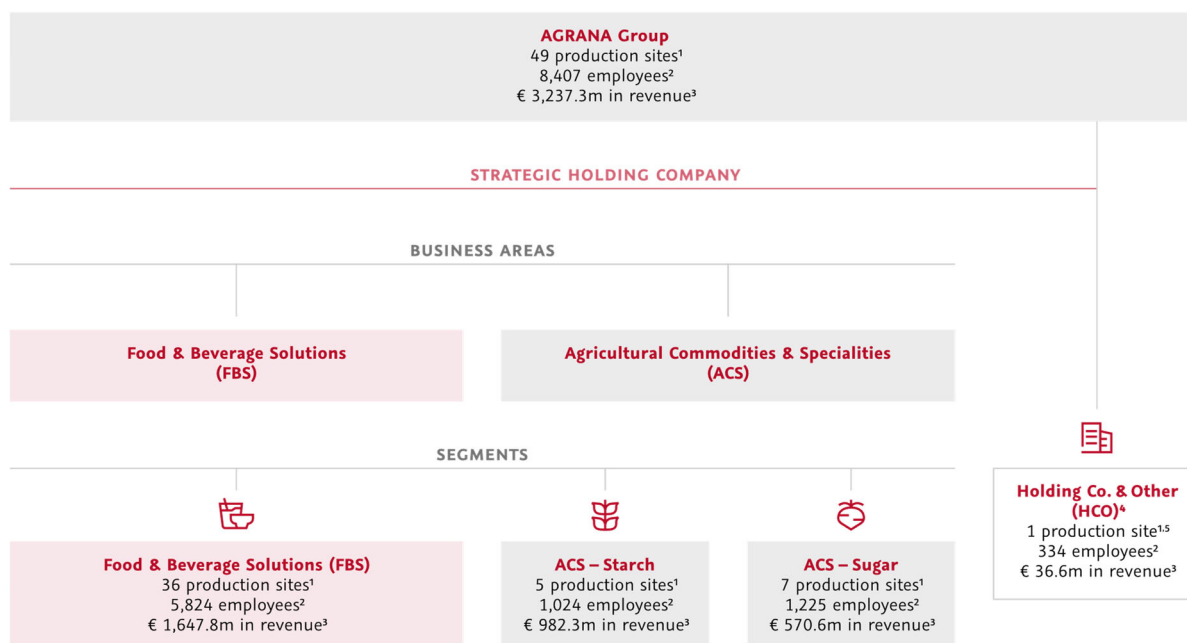 AGRANA Group
49 production sites¹
8,407 employees²
€ 3,237.3m in revenue³
STRATEGIC HOLDING COMPANY
BUSINESS AREAS
Food & Beverage Solutions
(FBS)
Agricultural Commodities & Specialities
(ACS)
SEGMENTS
Food & Beverage Solutions (FBS)
36 production sites¹
5,824 employees²
€ 1,647.8m in revenue³
ACS – Starch
5 production sites¹
1,024 employees²
€ 982.3m in revenue³
ACS – Sugar
7 production sites¹
1,225 employees²
€ 570.6m in revenue³
Holding Co. & Other
(HCO)⁴
1 production site¹,⁵
334 employees²
€ 36.6m in revenue³